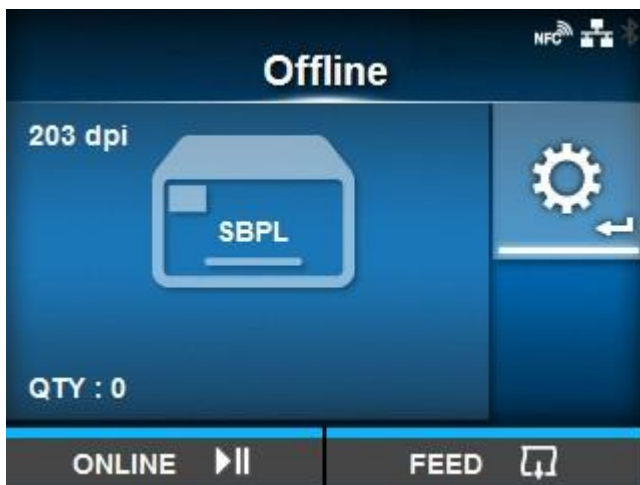 NFC
Offline
203 dpi
SBPL
QTY : 0
ONLINE FEED